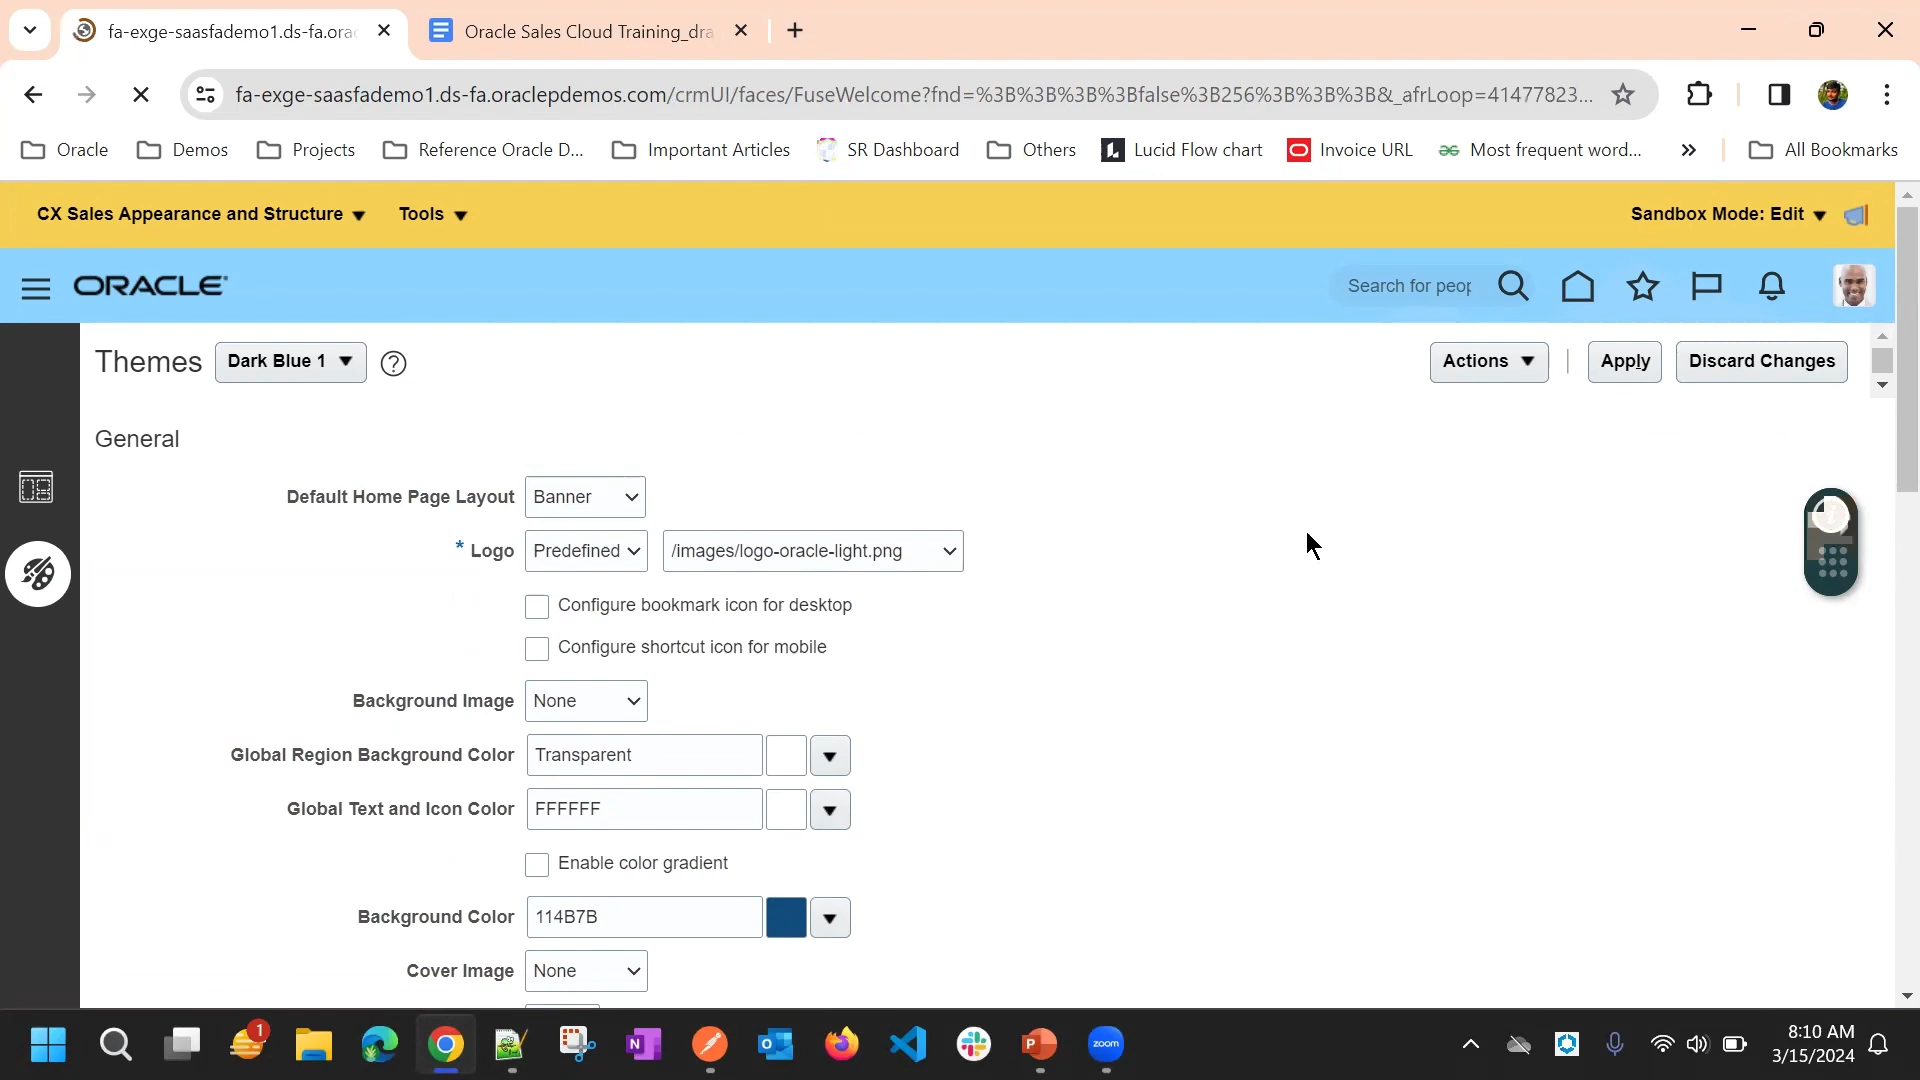 fa-exge-saasfademo1.ds-fa.orac
Oracle Sales Cloud Training_dra
fa-exge-saasfademo1.ds-fa.oraclepdemos.com/crmUI/faces/FuseWelcome?fnd=%3B%3B%3B%3Bfalse%3B256%3B%3B%3B&_afrLoop=41477823...
Oracle
Demos
Projects
Reference Oracle D...
Important Articles
SR Dashboard
Others
Lucid Flow chart
Invoice URL
Most frequent word...
All Bookmarks
CX Sales Appearance and Structure
Tools
Sandbox Mode: Edit
ORACLE
Search for peop
Themes
Dark Blue 1
Actions
Apply
Discard Changes
General
Default Home Page Layout
Banner
* Logo
Predefined
/images/logo-oracle-light.png
Configure bookmark icon for desktop
Configure shortcut icon for mobile
Background Image
None
Global Region Background Color
Transparent
Global Text and Icon Color
FFFFFF
Enable color gradient
Background Color
114B7B
Cover Image
None
1
zoom
8:10 AM
3/15/2024